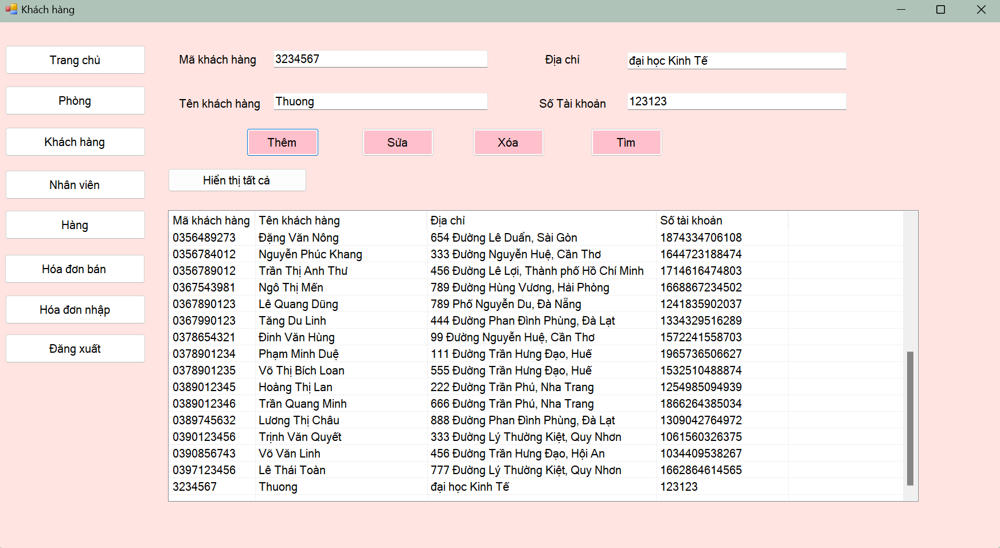 Khách hàng
Trang chủ
Phòng
Khách hàng
Nhân viên
Hàng
Hóa đơn bán
Hóa đơn nhập
Đăng xuất
Mã khách hàng 3234567 Địa chỉ đại học Kinh Tế
Tên khách hàng Thuong Số Tài khoản 123123
Thêm Sửa Xóa Tìm
Hiển thị tất cả
Mã khách hàng Tên khách hàng Địa chỉ Số tài khoản
0356489273 Đặng Văn Nông 654 Đường Lê Duẩn, Sài Gòn 1874334706108
0356784012 Nguyễn Phúc Khang 333 Đường Nguyễn Huệ, Cần Thơ 1644723188474
0356789012 Trần Thị Anh Thư 456 Đường Lê Lợi, Thành phố Hồ Chí Minh 1714616474803
0367543981 Ngô Thị Mến 789 Đường Hùng Vương, Hải Phòng 1668867234502
0367890123 Lê Quang Dũng 789 Phố Nguyễn Du, Đà Nẵng 1241835902037
0367990123 Tăng Du Linh 444 Đường Phan Đình Phùng, Đà Lạt 1334329516289
0378654321 Đinh Văn Hùng 99 Đường Nguyễn Huệ, Cần Thơ 1572241558703
0378901234 Phạm Minh Duệ 111 Đường Trần Hưng Đạo, Huế 1965736506627
0378901235 Võ Thị Bích Loan 555 Đường Trần Hưng Đạo, Huế 1532510488874
0389012345 Hoàng Thị Lan 222 Đường Trần Phú, Nha Trang 1254985094939
0389012346 Trần Quang Minh 666 Đường Trần Phú, Nha Trang 1866264385034
0389745632 Lương Thị Châu 888 Đường Phan Đình Phùng, Đà Lạt 1309042764972
0390123456 Trịnh Văn Quyết 333 Đường Lý Thường Kiệt, Quy Nhơn 1061560326375
0390856743 Võ Văn Linh 456 Đường Trần Hưng Đạo, Hội An 1034409538267
0397123456 Lê Thái Toàn 777 Đường Lý Thường Kiệt, Quy Nhơn 1662864614565
3234567 Thuong đại học Kinh Tế 123123